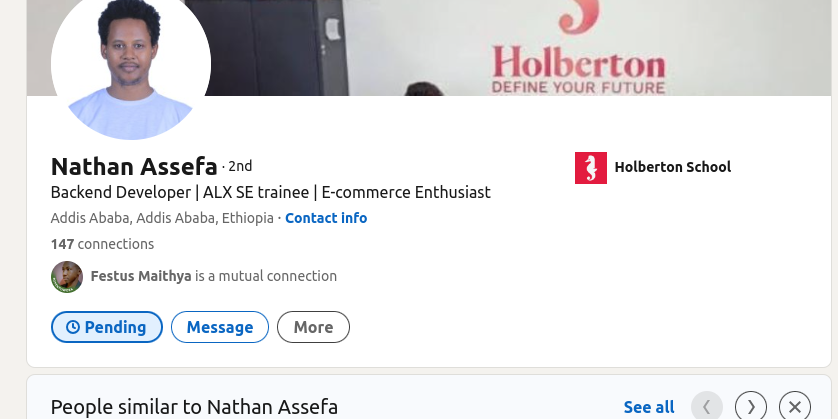 Holberton
DEFINE YOUR FUTURE
Nathan Assefa · 2nd
Holberton School
Backend Developer | ALX SE trainee | E-commerce Enthusiast
Addis Ababa, Addis Ababa, Ethiopia · Contact info
147 connections
Festus Maithya is a mutual connection
Pending
Message
More
People similar to Nathan Assefa
See all